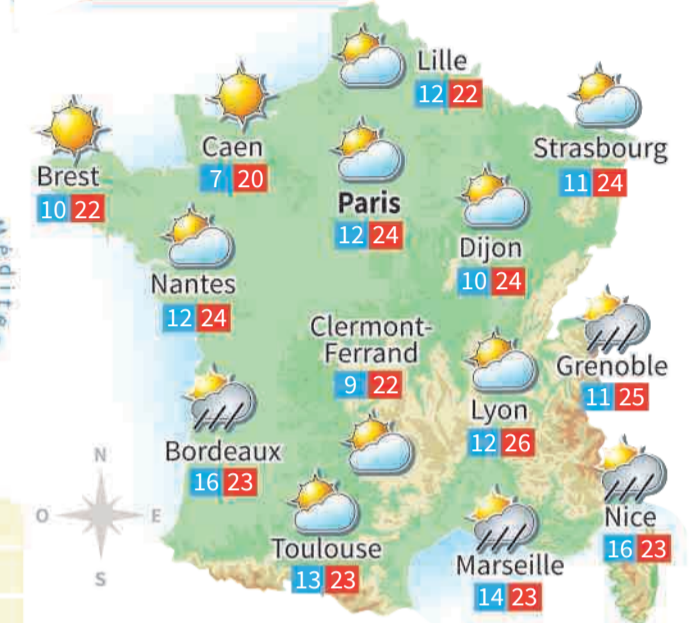 Lille
12 22
Caen
7 20
Strasbourg
11 24
Brest
10 22
Paris
12 24
Dijon
10 24
Nantes
12 24
Clermont-
Ferrand
9 22
Grenoble
11 25
Lyon
12 26
Bordeaux
16 23
N
O E
S
Nice
16 23
Toulouse
13 23
Marseille
14 23
édite